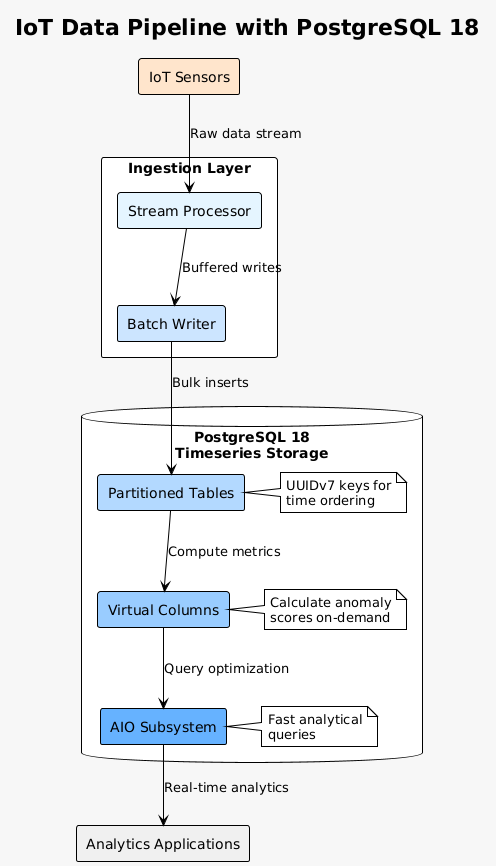 IoT Data Pipeline with PostgreSQL 18
IoT Sensors
Raw data stream
Ingestion Layer
Stream Processor
Buffered writes
Batch Writer
Bulk inserts
PostgreSQL 18
Timeseries Storage
Partitioned Tables
UUIDv7 keys for
time ordering
Compute metrics
Virtual Columns
Calculate anomaly
scores on-demand
Query optimization
AIO Subsystem
Fast analytical
queries
Real-time analytics
Analytics Applications